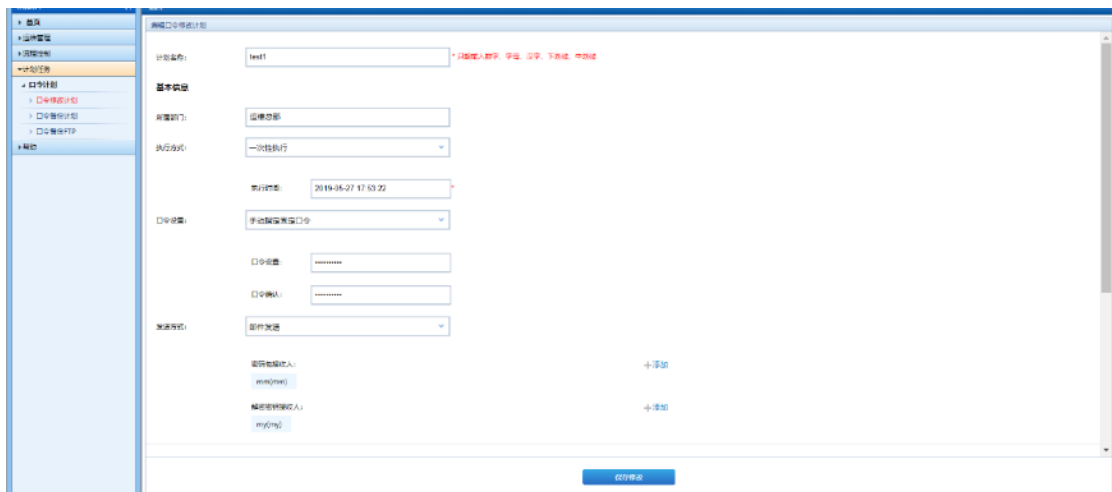 首页
运维管理
流程控制
计划任务
口令计划
口令修改计划
口令备份计划
口令备份FTP
帮助
编辑口令修改计划
计划名称: test1 * 只能输入数字、字母、汉字、下划线、中划线
基本信息
所属部门: 运维总部
执行方式: 一次性执行
执行时间: 2019-05-27 17:53:22 *
口令设置: 手动指定固定口令
口令设置: ••••••••••
口令确认: ••••••••••
发送方式: 邮件发送
密码包接收人: 添加
mm(mm)
解密密钥接收人: 添加
my(my)
保存修改